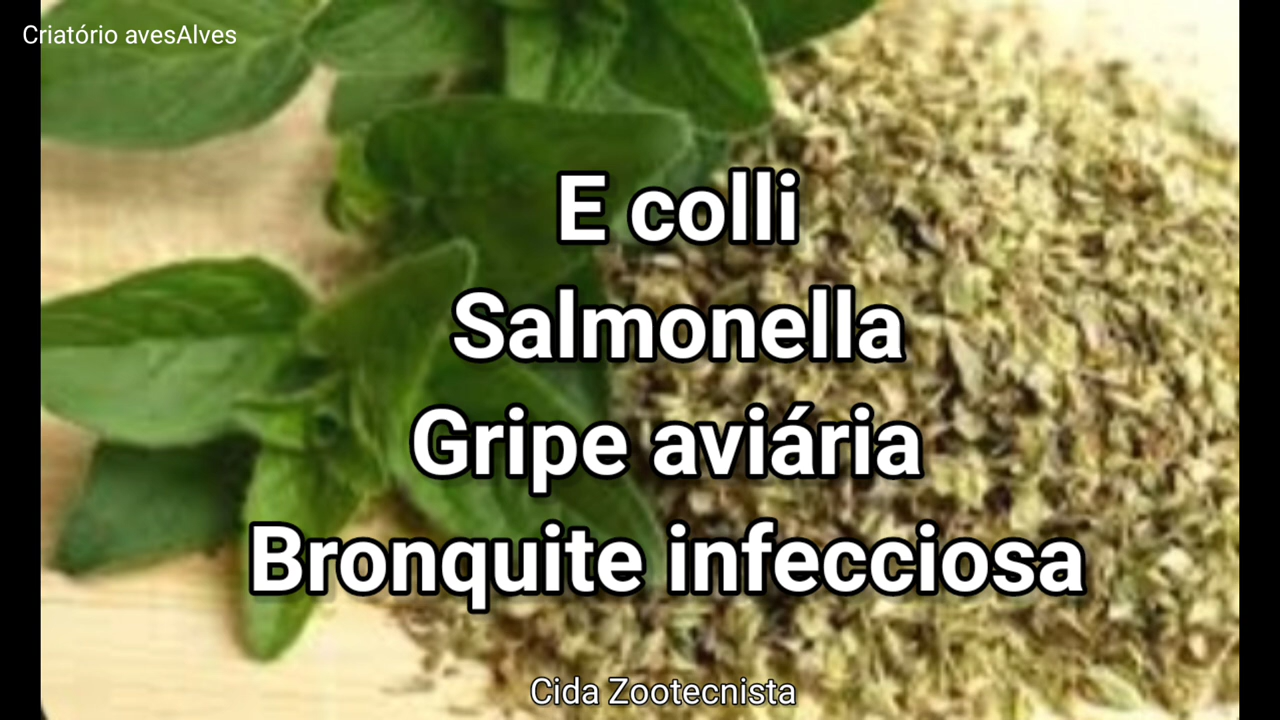 Criatório avesAlves
E colli
Salmonella
Gripe aviária
Bronquite infecciosa
Cida Zootecnista